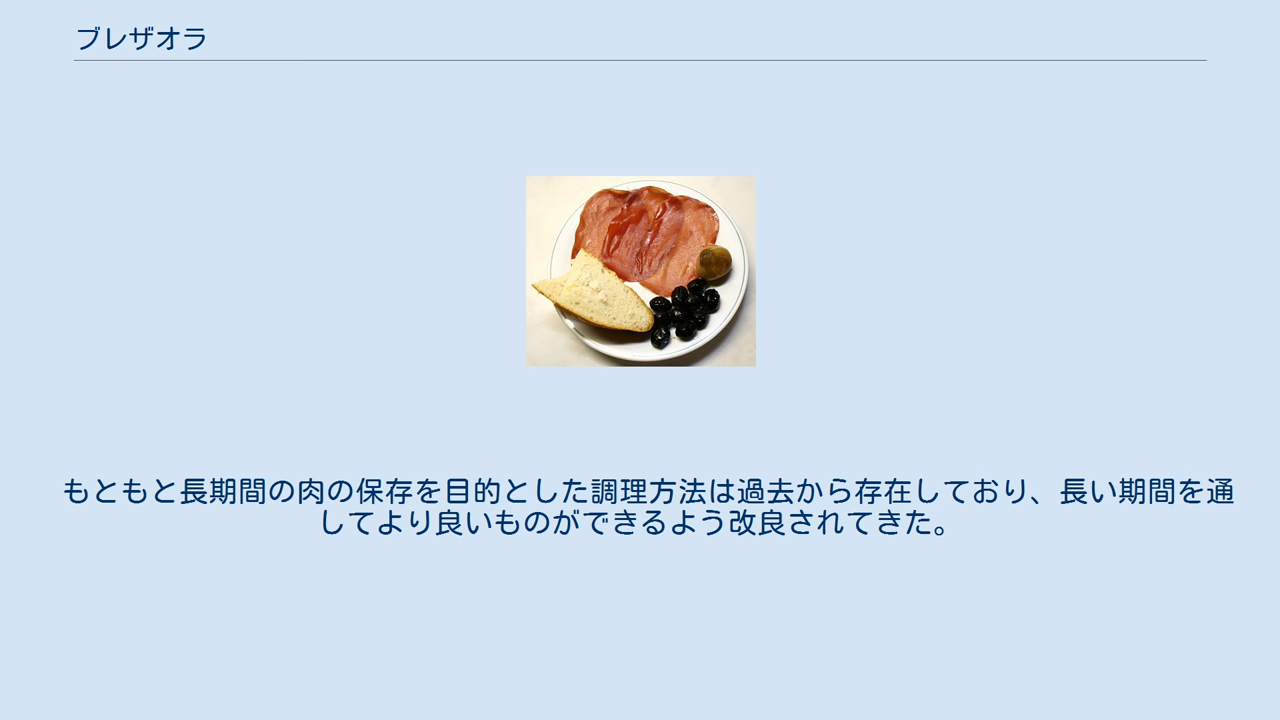 ブレザオラ
もともと長期間の肉の保存を目的とした調理方法は過去から存在しており、長い期間を通
してより良いものができるよう改良されてきた。